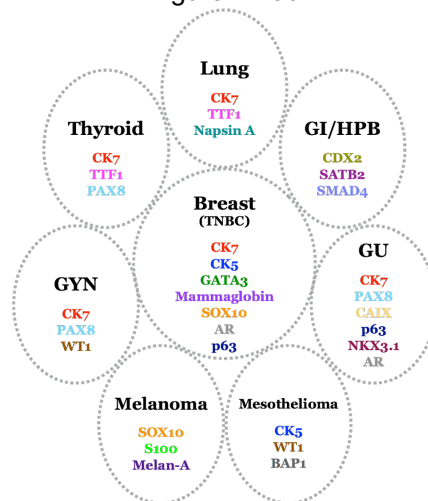 Lung
CK7
TTF1
Napsin A
Thyroid
CK7
TTF1
PAX8
GI/HPB
CDX2
SATB2
SMAD4
Breast
(TNBC)
CK7
CK5
GATA3
Mammaglobin
SOX10
AR
p63
GYN
CK7
PAX8
WT1
GU
CK7
PAX8
CAIX
p63
NKX3.1
AR
Melanoma
SOX10
S100
Melan-A
Mesothelioma
CK5
WT1
BAP1